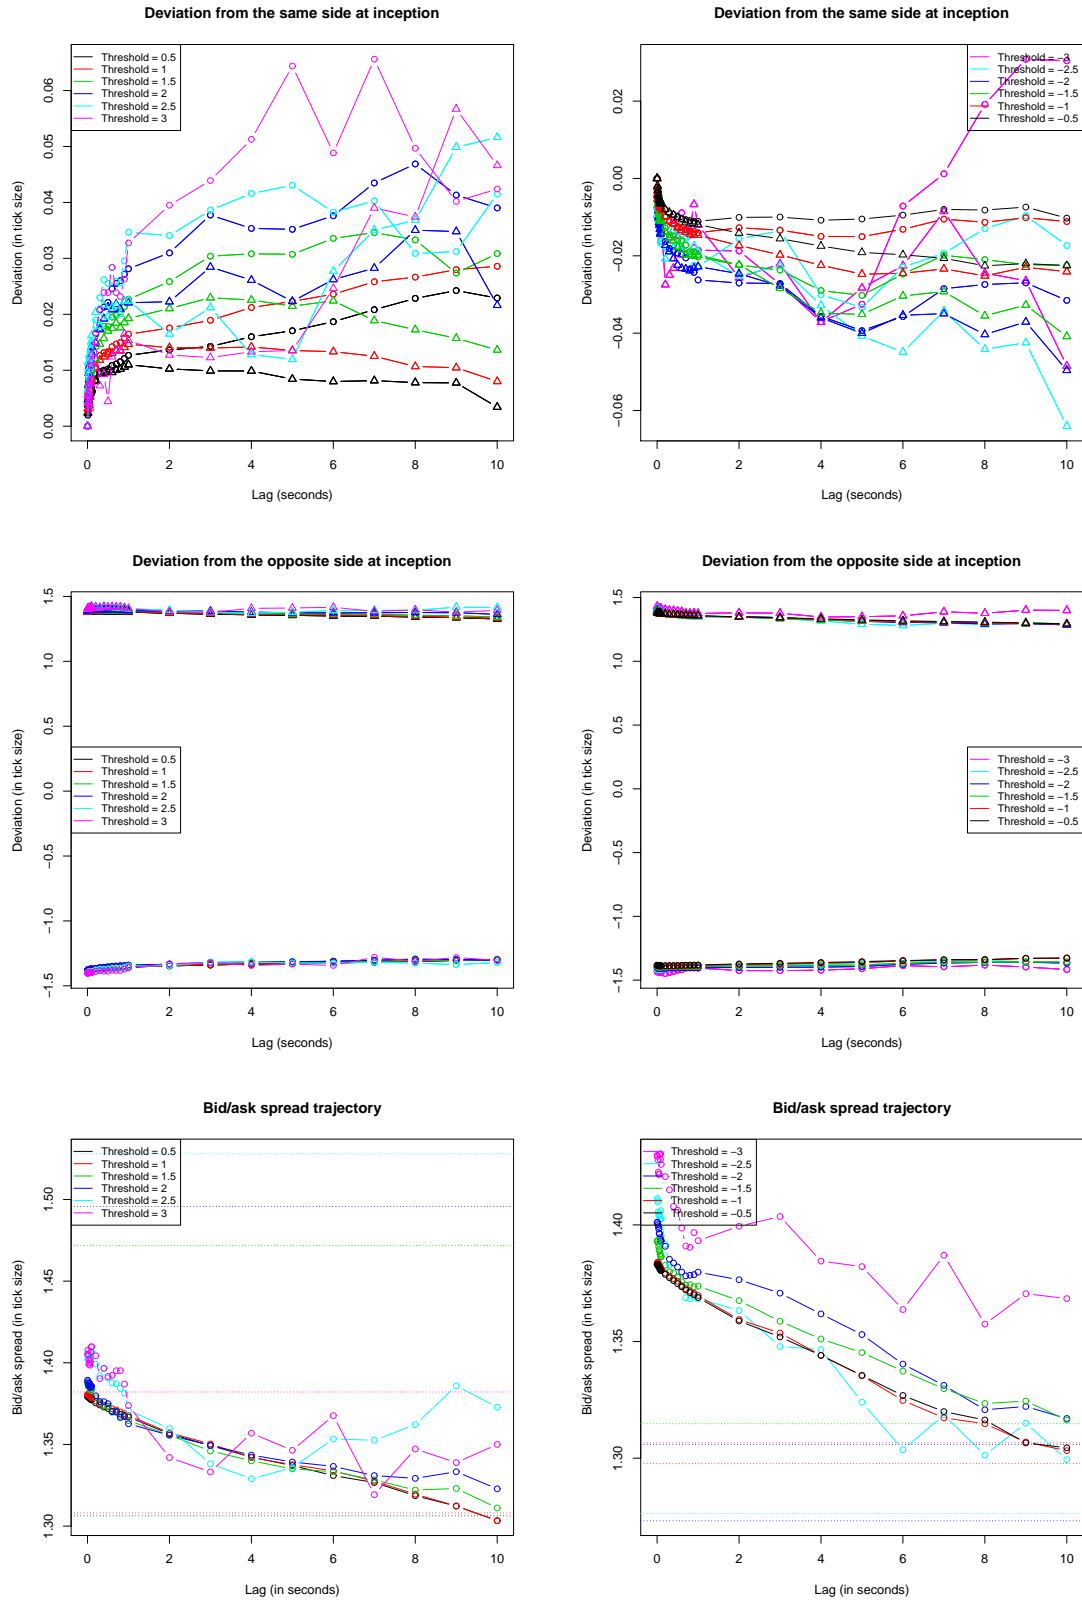 Deviation from the same side at inception
Deviation (in tick size)
0.00 0.01 0.02 0.03 0.04 0.05 0.06
Threshold = 0.5
Threshold = 1
Threshold = 1.5
Threshold = 2
Threshold = 2.5
Threshold = 3
0 2 4 6 8 10
Lag (seconds)
Deviation from the same side at inception
Deviation (in tick size)
−0.06 −0.04 −0.02 0.00 0.02
Threshold = −3
Threshold = −2.5
Threshold = −2
Threshold = −1.5
Threshold = −1
Threshold = −0.5
0 2 4 6 8 10
Lag (seconds)
Deviation from the opposite side at inception
Deviation (in tick size)
−1.5 −1.0 −0.5 0.0 0.5 1.0 1.5
Threshold = 0.5
Threshold = 1
Threshold = 1.5
Threshold = 2
Threshold = 2.5
Threshold = 3
0 2 4 6 8 10
Lag (seconds)
Deviation from the opposite side at inception
Deviation (in tick size)
−1.5 −1.0 −0.5 0.0 0.5 1.0 1.5
Threshold = −3
Threshold = −2.5
Threshold = −2
Threshold = −1.5
Threshold = −1
Threshold = −0.5
0 2 4 6 8 10
Lag (seconds)
Bid/ask spread trajectory
Bid/ask spread (in tick size)
1.30 1.35 1.40 1.45 1.50
Threshold = 0.5
Threshold = 1
Threshold = 1.5
Threshold = 2
Threshold = 2.5
Threshold = 3
0 2 4 6 8 10
Lag (in seconds)
Bid/ask spread trajectory
Bid/ask spread (in tick size)
1.30 1.35 1.40
Threshold = −3
Threshold = −2.5
Threshold = −2
Threshold = −1.5
Threshold = −1
Threshold = −0.5
0 2 4 6 8 10
Lag (in seconds)